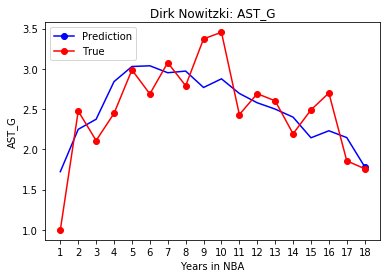 Dirk Nowitzki: AST_G
Prediction
True
AST_G
3.5
3.0
2.5
2.0
1.5
1.0
1 2 3 4 5 6 7 8 9 10 11 12 13 14 15 16 17 18
Years in NBA